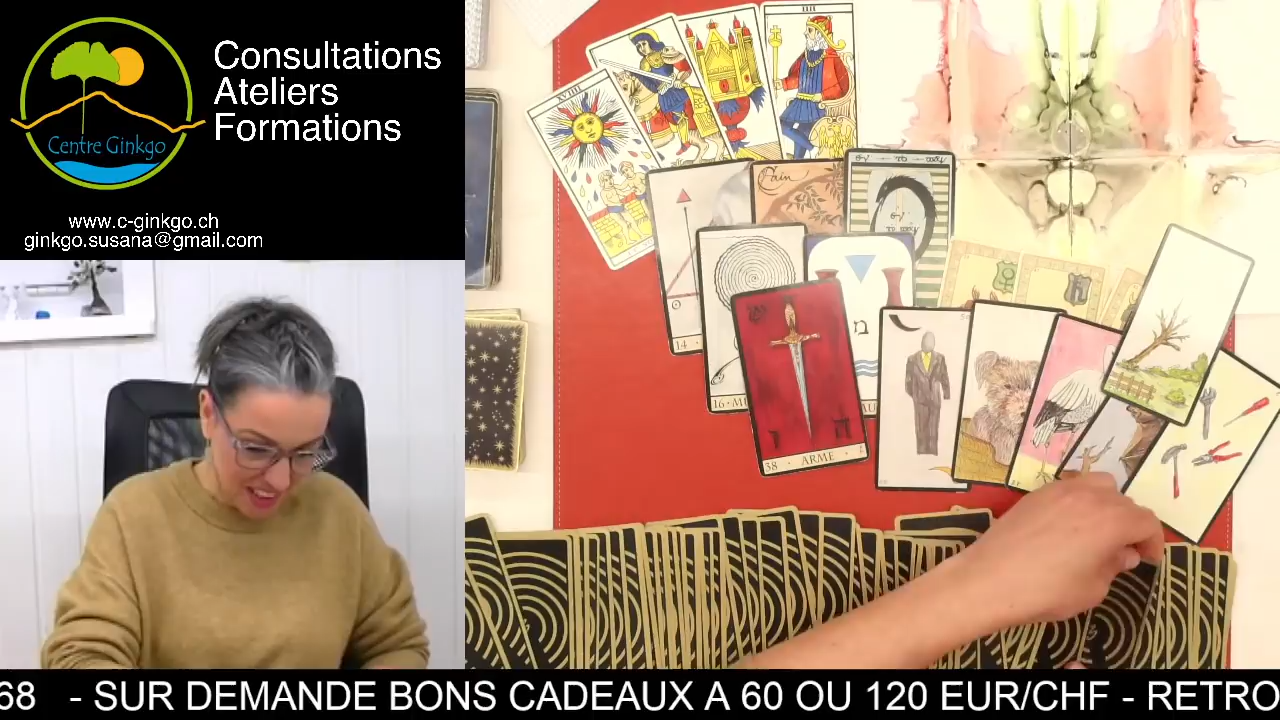 Consultations
Ateliers
Formations
Centre Ginkgo
www.c-ginkgo.ch
ginkgo.susana@gmail.com
XVIIII
IIII
Cain
14
16
38 • ARME
68 - SUR DEMANDE BONS CADEAUX A 60 OU 120 EUR/CHF - RETRO